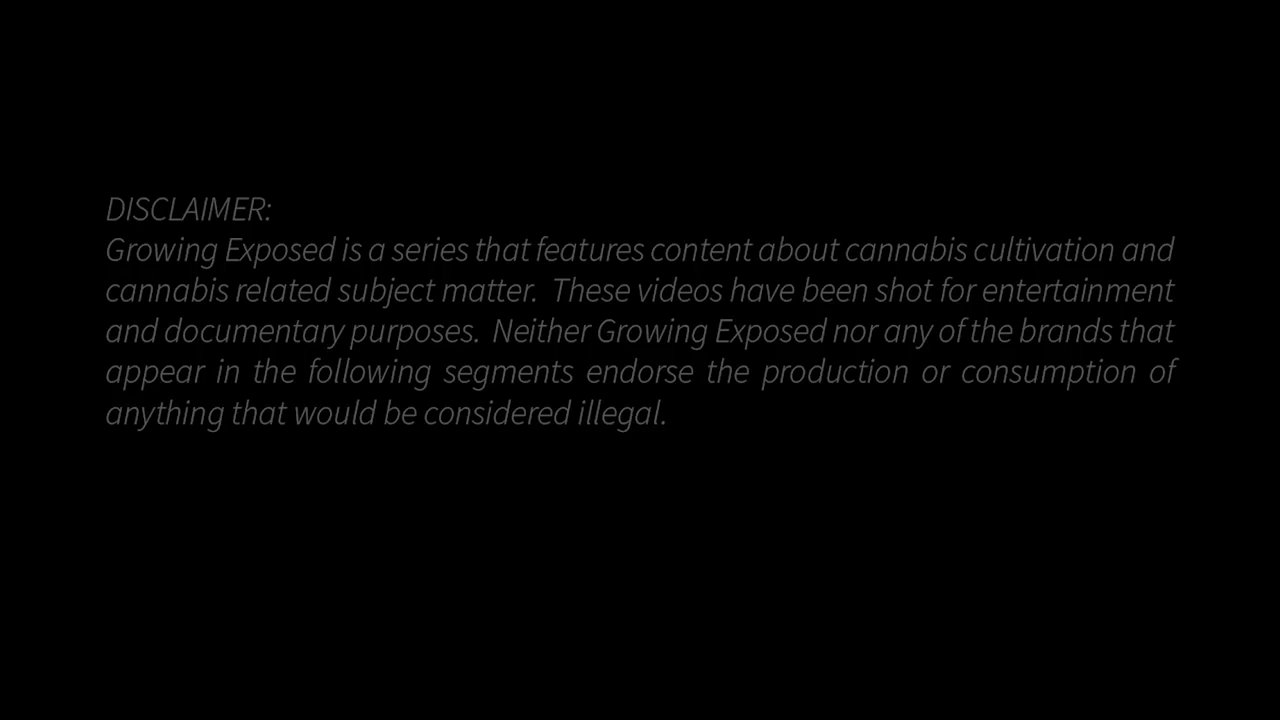 DISCLAIMER:
Growing Exposed is a series that features content about cannabis cultivation and
cannabis related subject matter.  These videos have been shot for entertainment
and documentary purposes.  Neither Growing Exposed nor any of the brands that
appear in the following segments endorse the production or consumption of
anything that would be considered illegal.